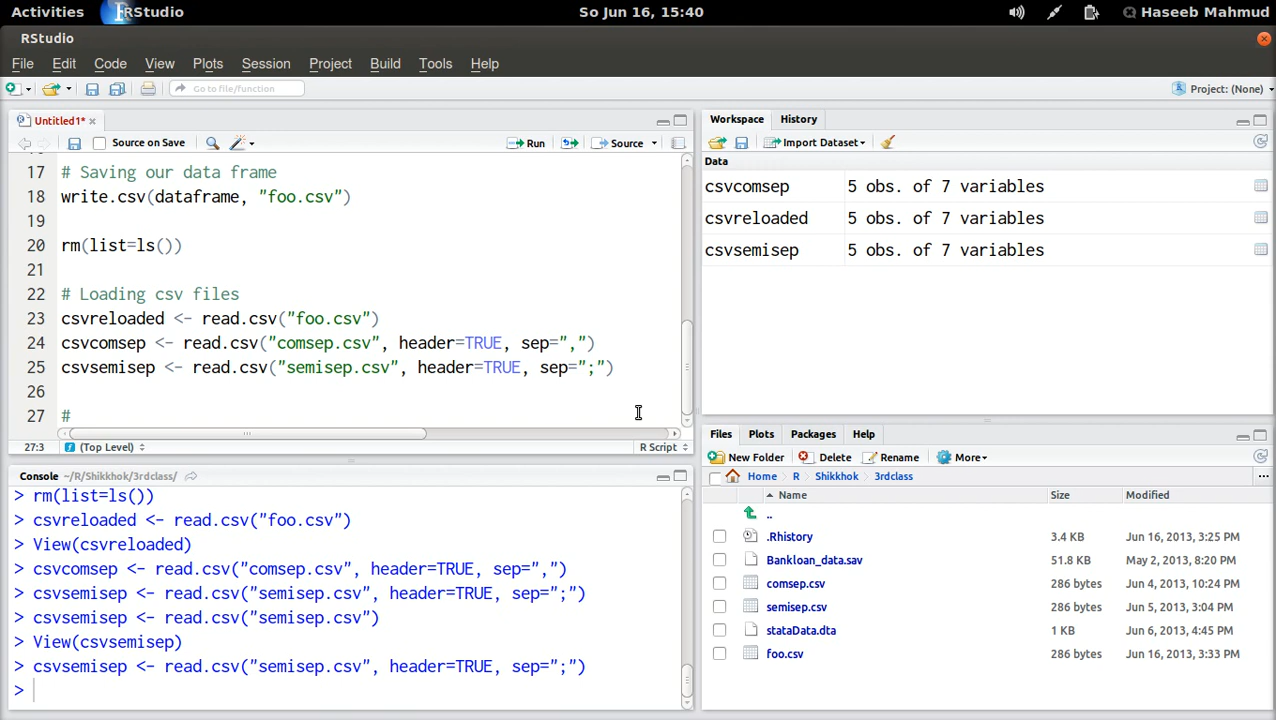 Activities RStudio So Jun 16, 15:40 Haseeb Mahmud
RStudio
File Edit Code View Plots Session Project Build Tools Help
Go to file/function Project: (None)
Untitled1*
Source on Save Run Source
17 # Saving our data frame
18 write.csv(dataframe, "foo.csv")
19
20 rm(list=ls())
21
22 # Loading csv files
23 csvreloaded <- read.csv("foo.csv")
24 csvcomsep <- read.csv("comsep.csv", header=TRUE, sep=",")
25 csvsemisep <- read.csv("semisep.csv", header=TRUE, sep=";")
26
27 #
27:3 (Top Level) R Script
Console ~/R/Shikkhok/3rdclass/
> rm(list=ls())
> csvreloaded <- read.csv("foo.csv")
> View(csvreloaded)
> csvcomsep <- read.csv("comsep.csv", header=TRUE, sep=",")
> csvsemisep <- read.csv("semisep.csv", header=TRUE, sep=";")
> csvsemisep <- read.csv("semisep.csv")
> View(csvsemisep)
> csvsemisep <- read.csv("semisep.csv", header=TRUE, sep=";")
>
Workspace History
Import Dataset
Data
csvcomsep 5 obs. of 7 variables
csvreloaded 5 obs. of 7 variables
csvsemisep 5 obs. of 7 variables
Files Plots Packages Help
New Folder Delete Rename More
Home R Shikkhok 3rdclass ...
Name Size Modified
..
.Rhistory 3.4 KB Jun 16, 2013, 3:25 PM
Bankloan_data.sav 51.8 KB May 2, 2013, 8:20 PM
comsep.csv 286 bytes Jun 4, 2013, 10:24 PM
semisep.csv 286 bytes Jun 5, 2013, 3:04 PM
stataData.dta 1 KB Jun 6, 2013, 4:45 PM
foo.csv 286 bytes Jun 16, 2013, 3:33 PM